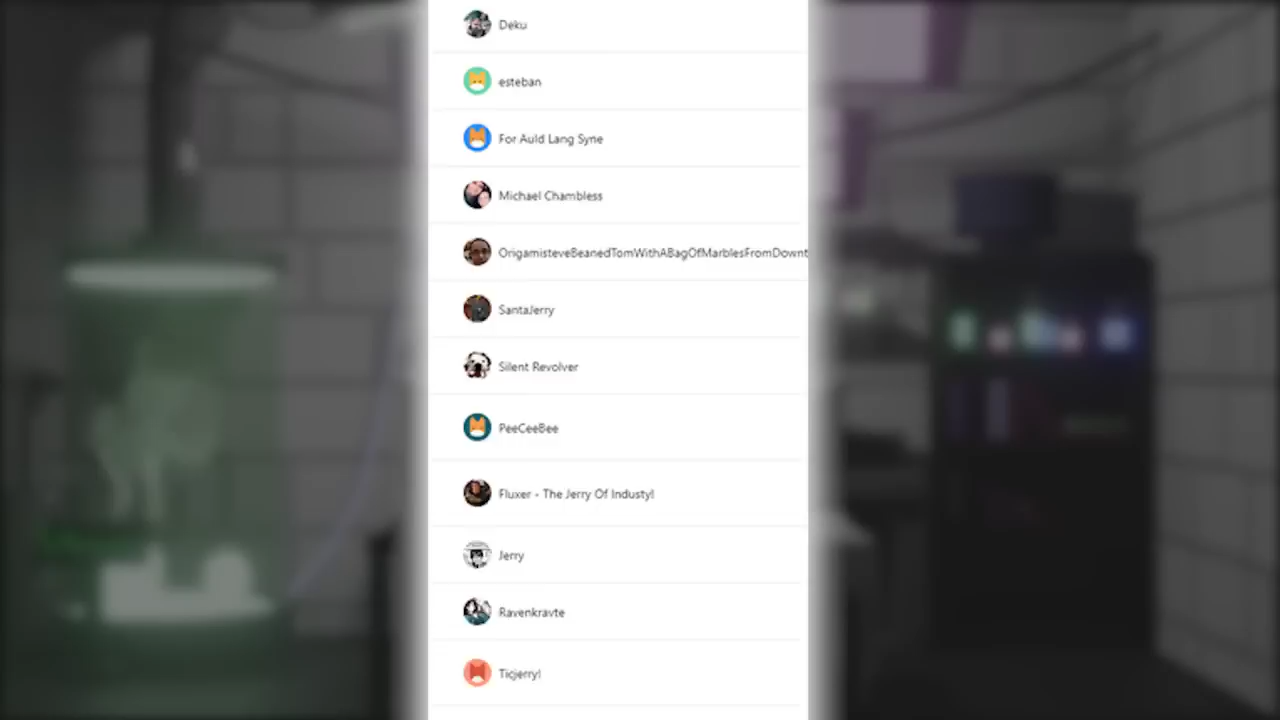 Deku
esteban
For Auld Lang Syne
Michael Chambless
OrigamisteveBeanedTomWithABagOfMarblesFromDownt
SantaJerry
Silent Revolver
PeeCeeBee
Fluxer - The Jerry Of Industy!
Jerry
Ravenkravte
Ticjerry!